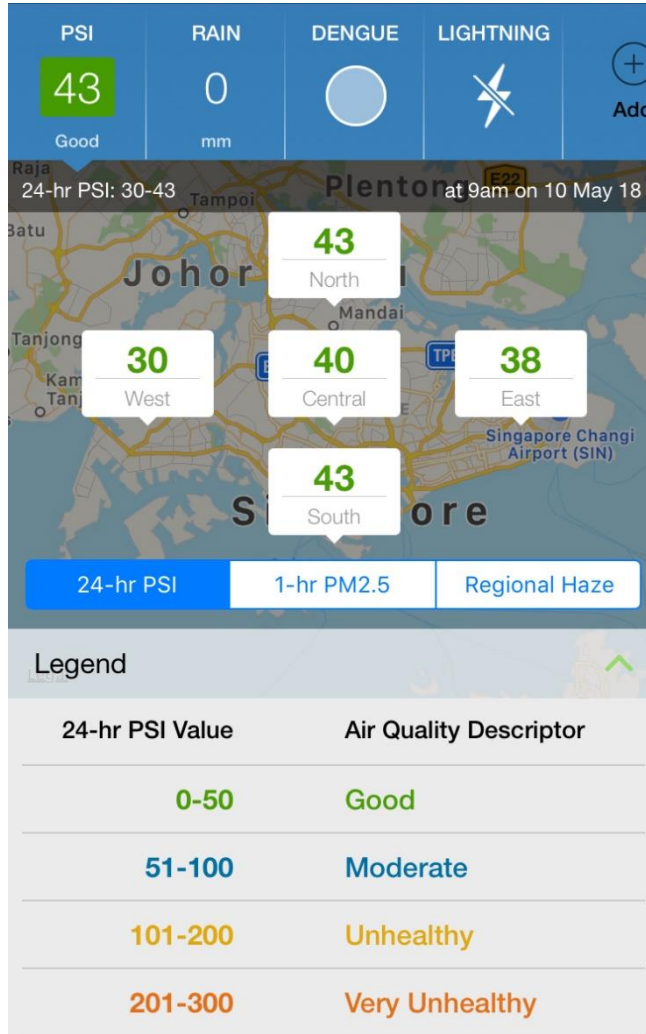 PSI RAIN DENGUE LIGHTNING
43 0
Good mm
Add
Raja
24-hr PSI: 30-43 at 9am on 10 May 18
Plentong E22
Tampoi
Batu
43
North
Johor
Mandai
Tanjong
30 40 38
West Central East
Kam
Tanj
Singapore Changi
Airport (SIN)
43
South
S ore
24-hr PSI 1-hr PM2.5 Regional Haze
Legend
24-hr PSI Value Air Quality Descriptor
0-50 Good
51-100 Moderate
101-200 Unhealthy
201-300 Very Unhealthy